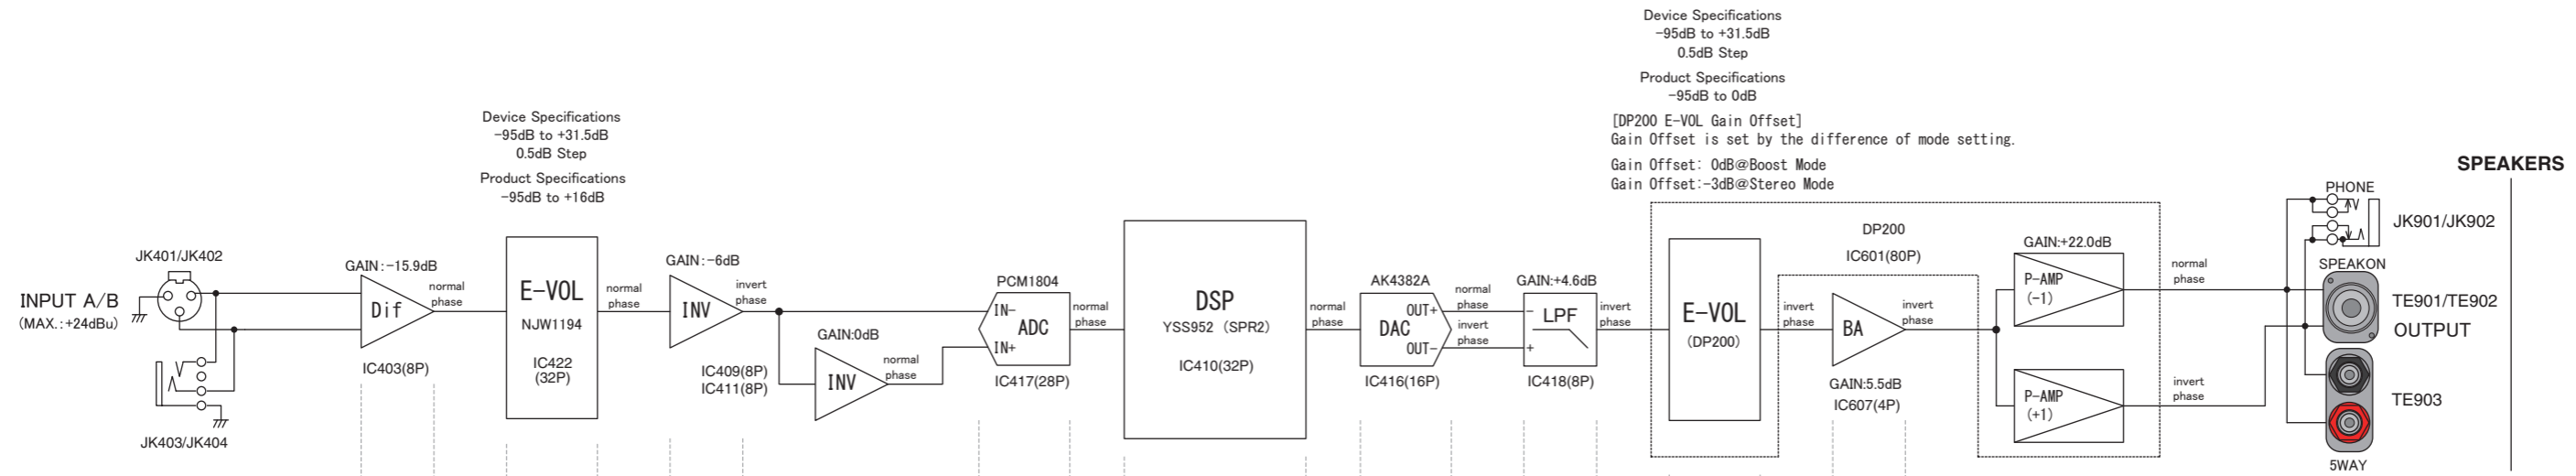 Device Specifications
-95dB to +31.5dB
0.5dB Step
Product Specifications
-95dB to 0dB
[DP200 E-VOL Gain Offset]
Gain Offset is set by the difference of mode setting.
Gain Offset: 0dB@Boost Mode
Gain Offset:-3dB@Stereo Mode
Device Specifications
-95dB to +31.5dB
0.5dB Step
Product Specifications
-95dB to +16dB
SPEAKERS
INPUT A/B
(MAX.:+24dBu)
JK401/JK402
JK403/JK404
GAIN:-15.9dB
Dif
IC403(8P)
normal
phase
E-VOL
NJW1194
IC422
(32P)
normal
phase
GAIN:-6dB
INV
IC409(8P)
IC411(8P)
invert
phase
GAIN:0dB
INV
normal
phase
PCM1804
IN-
ADC
IN+
IC417(28P)
normal
phase
DSP
YSS952 (SPR2)
IC410(32P)
normal
phase
AK4382A
OUT+
DAC
OUT-
IC416(16P)
normal
phase
invert
phase
GAIN:+4.6dB
-
LPF
+
IC418(8P)
invert
phase
E-VOL
(DP200)
invert
phase
DP200
IC601(80P)
BA
GAIN:5.5dB
IC607(4P)
invert
phase
GAIN:+22.0dB
P-AMP
(-1)
normal
phase
P-AMP
(+1)
invert
phase
PHONE
JK901/JK902
SPEAKON
TE901/TE902
OUTPUT
TE903
5WAY